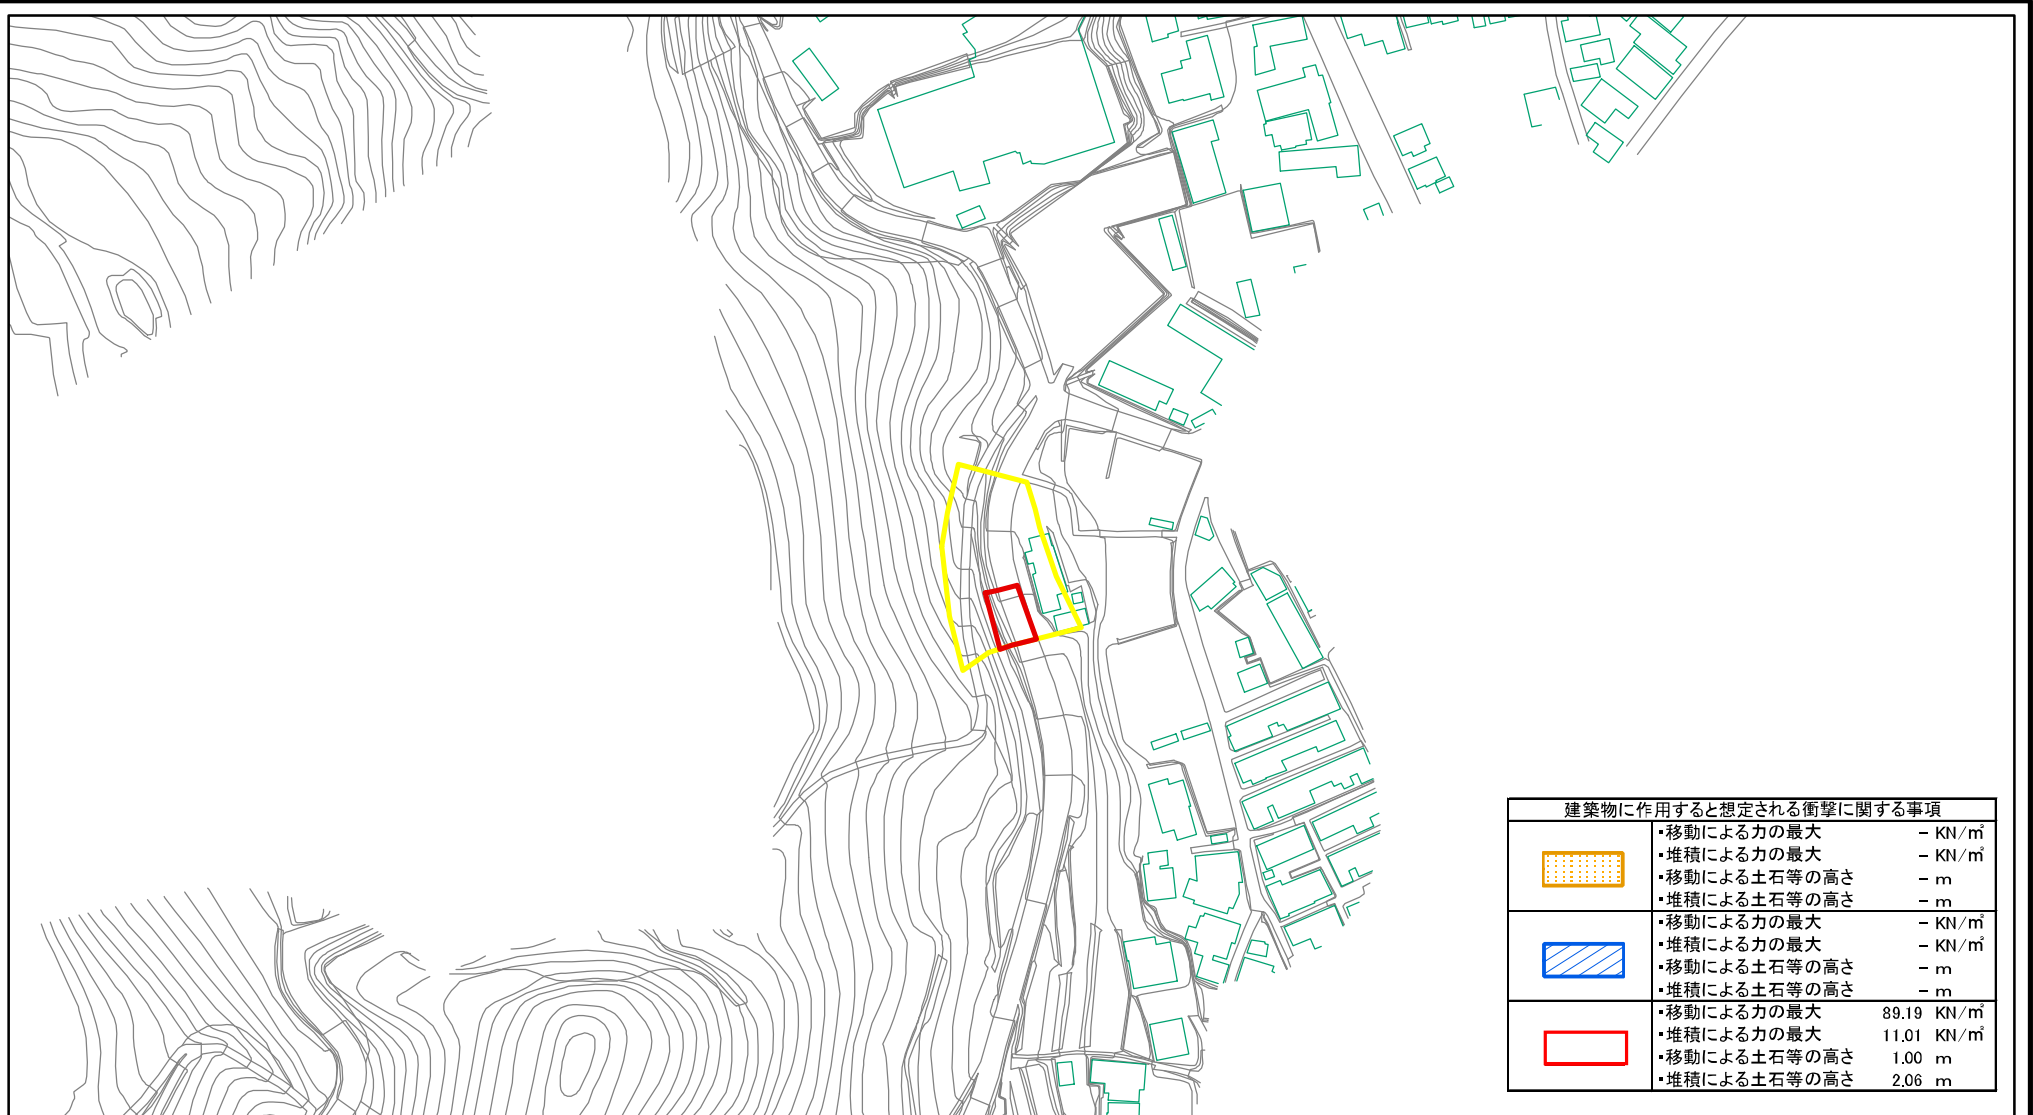 建築物に作用すると想定される衝撃に関する事項
・移動による力の最大 - KN/㎡
・堆積による力の最大 - KN/㎡
・移動による土石等の高さ - m
・堆積による土石等の高さ - m
・移動による力の最大 - KN/㎡
・堆積による力の最大 - KN/㎡
・移動による土石等の高さ - m
・堆積による土石等の高さ - m
・移動による力の最大 89.19 KN/㎡
・堆積による力の最大 11.01 KN/㎡
・移動による土石等の高さ 1.00 m
・堆積による土石等の高さ 2.06 m